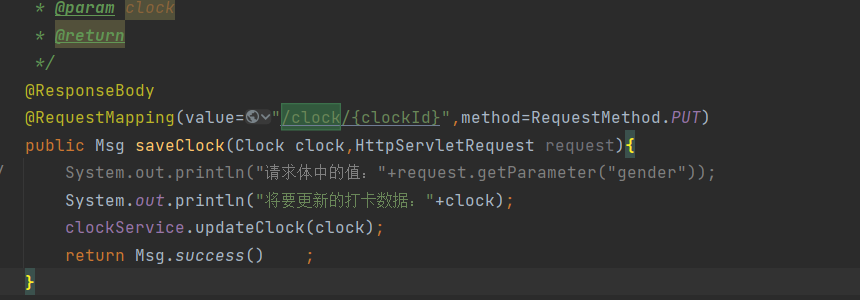 * @param clock
* @return
*/
@ResponseBody
@RequestMapping(value="/clock/{clockId}",method=RequestMethod.PUT)
public Msg saveClock(Clock clock,HttpServletRequest request){
/ System.out.println("请求体中的值："+request.getParameter("gender"));
System.out.println("将要更新的打卡数据："+clock);
clockService.updateClock(clock);
return Msg.success()    ;
}